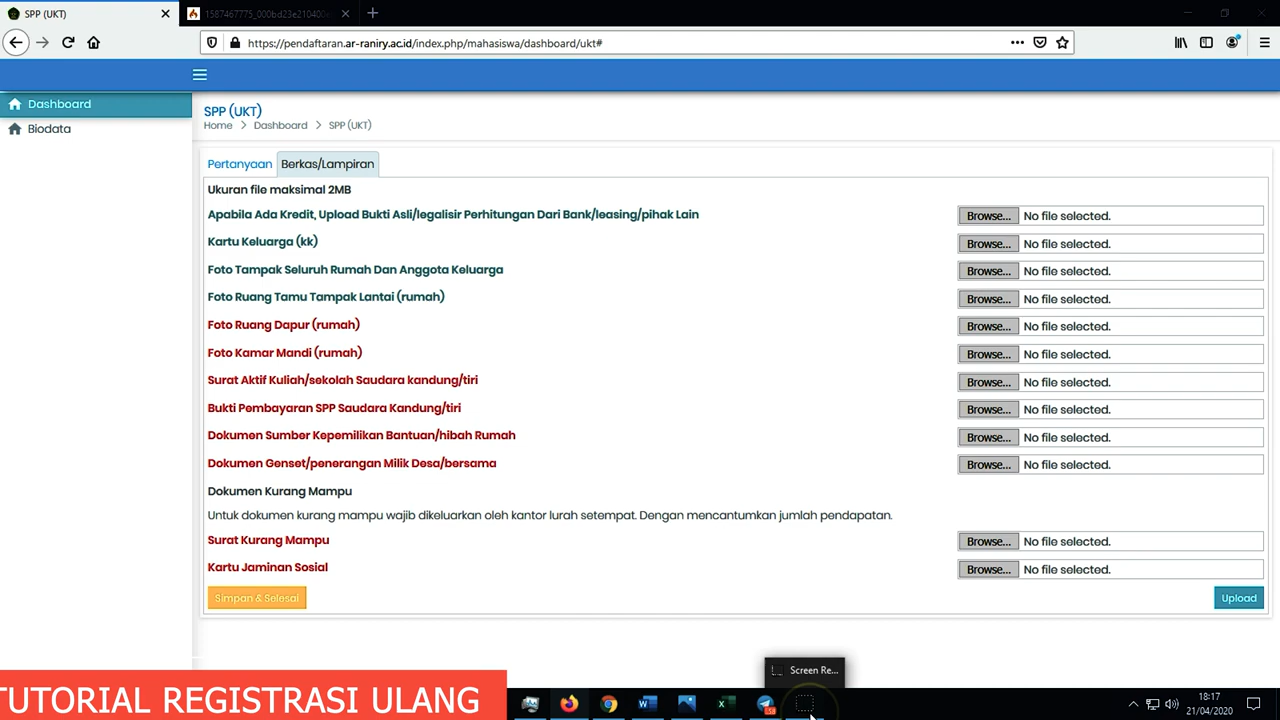 SPP (UKT)
1587467775_000bd23e210400
https://pendaftaran.ar-raniry.ac.id/index.php/mahasiswa/dashboard/ukt#
Dashboard
Biodata
SPP (UKT)
Home > Dashboard > SPP (UKT)
Pertanyaan
Berkas/Lampiran
Ukuran file maksimal 2MB
Apabila Ada Kredit, Upload Bukti Asli/legalisir Perhitungan Dari Bank/leasing/pihak Lain Browse... No file selected.
Kartu Keluarga (kk) Browse... No file selected.
Foto Tampak Seluruh Rumah Dan Anggota Keluarga Browse... No file selected.
Foto Ruang Tamu Tampak Lantai (rumah) Browse... No file selected.
Foto Ruang Dapur (rumah) Browse... No file selected.
Foto Kamar Mandi (rumah) Browse... No file selected.
Surat Aktif Kuliah/sekolah Saudara kandung/tiri Browse... No file selected.
Bukti Pembayaran SPP Saudara Kandung/tiri Browse... No file selected.
Dokumen Sumber Kepemilikan Bantuan/hibah Rumah Browse... No file selected.
Dokumen Genset/penerangan Milik Desa/bersama Browse... No file selected.
Dokumen Kurang Mampu
Untuk dokumen kurang mampu wajib dikeluarkan oleh kantor lurah setempat. Dengan mencantumkan jumlah pendapatan.
Surat Kurang Mampu Browse... No file selected.
Kartu Jaminan Sosial Browse... No file selected.
Simpan & Selesai Upload
Screen Re...
TUTORIAL REGISTRASI ULANG
18:17
21/04/2020